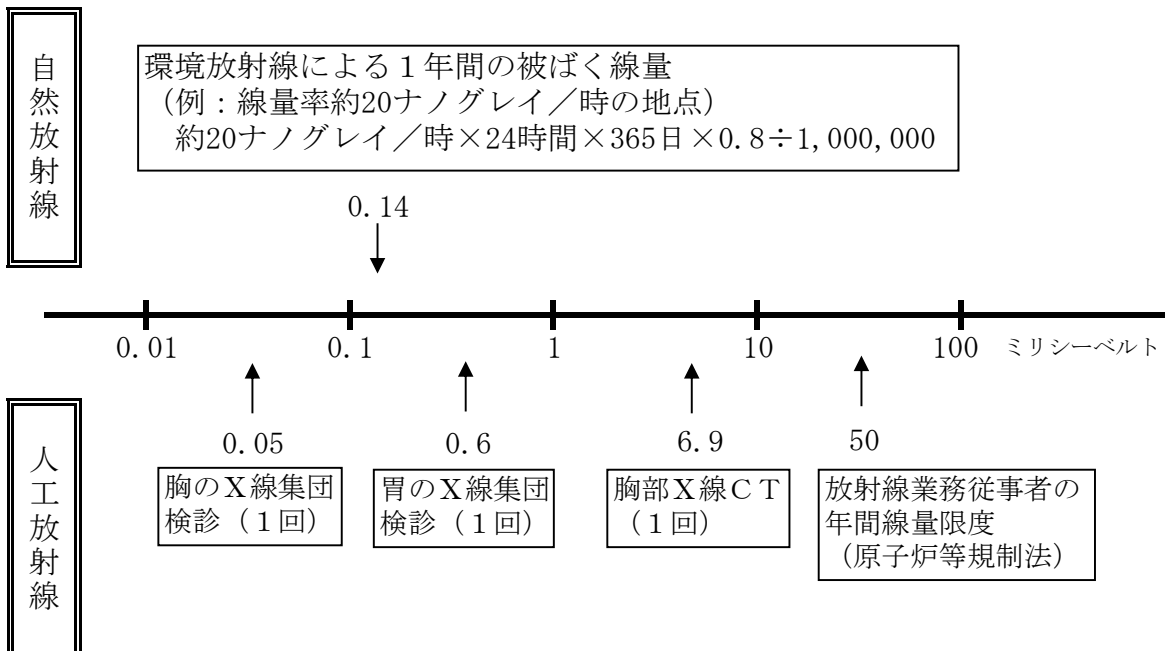 自然放射線
環境放射線による１年間の被ばく線量
（例：線量率約20ナノグレイ／時の地点）
約20ナノグレイ／時×24時間×365日×0.8÷1,000,000
0.14
0.01
0.1
1
10
100
ミリシーベルト
人工放射線
0.05
胸のＸ線集団
検診（１回）
0.6
胃のＸ線集団
検診（１回）
6.9
胸部Ｘ線ＣＴ
（１回）
50
放射線業務従事者の
年間線量限度
（原子炉等規制法）